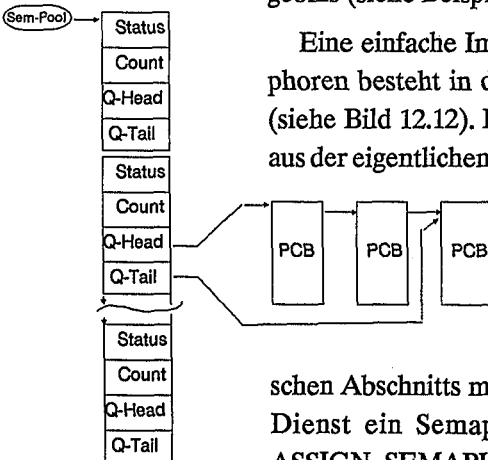 Sem-Pool
Status
Count
Q-Head
Q-Tail
Status
Count
Q-Head
Q-Tail
Status
Count
Q-Head
Q-Tail
PCB
PCB
PCB
Eine einfache Im
phoren besteht in d
(siehe Bild 12.12). I
aus der eigentlichen
schen Abschnitts m
Dienst ein Semap